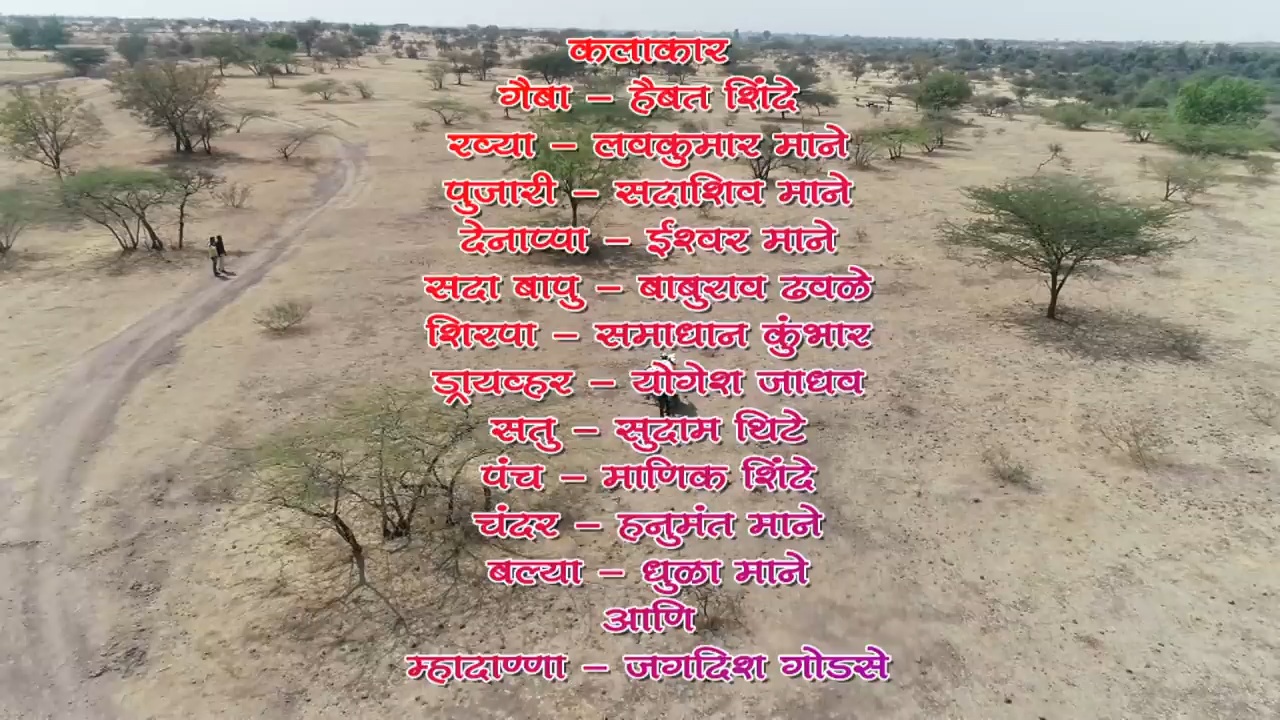 कलाकार
गैबा – हैबत शिंदे
रव्या – लवकुमार माने
पुजारी – सदाशिव माने
देनाप्पा – ईश्वर माने
सदा बापु – बाबुराव ढवळे
शिरपा – समाधान कुंभार
ड्रायव्हर – योगेश जाधव
सतु – सुदाम थिटे
पंच – माणिक शिंदे
चंदर – हनुमंत माने
बल्या – धुळा माने
आणि
म्हादाण्णा – जगदिश गोडसे